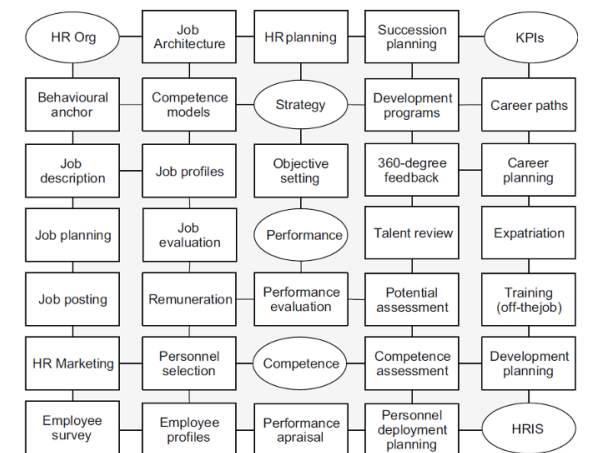 HR Org
Job
Architecture
HR planning
Succession
planning
KPIs
Behavioural
anchor
Competence
models
Strategy
Development
programs
Career paths
Job
description
Job profiles
Objective
setting
360-degree
feedback
Career
planning
Job planning
Job
evaluation
Performance
Talent review
Expatriation
Job posting
Remuneration
Performance
evaluation
Potential
assessment
Training
(off-thejob)
HR Marketing
Personnel
selection
Competence
Competence
assessment
Development
planning
Employee
survey
Employee
profiles
Performance
apraisal
Personnel
deployment
planning
HRIS